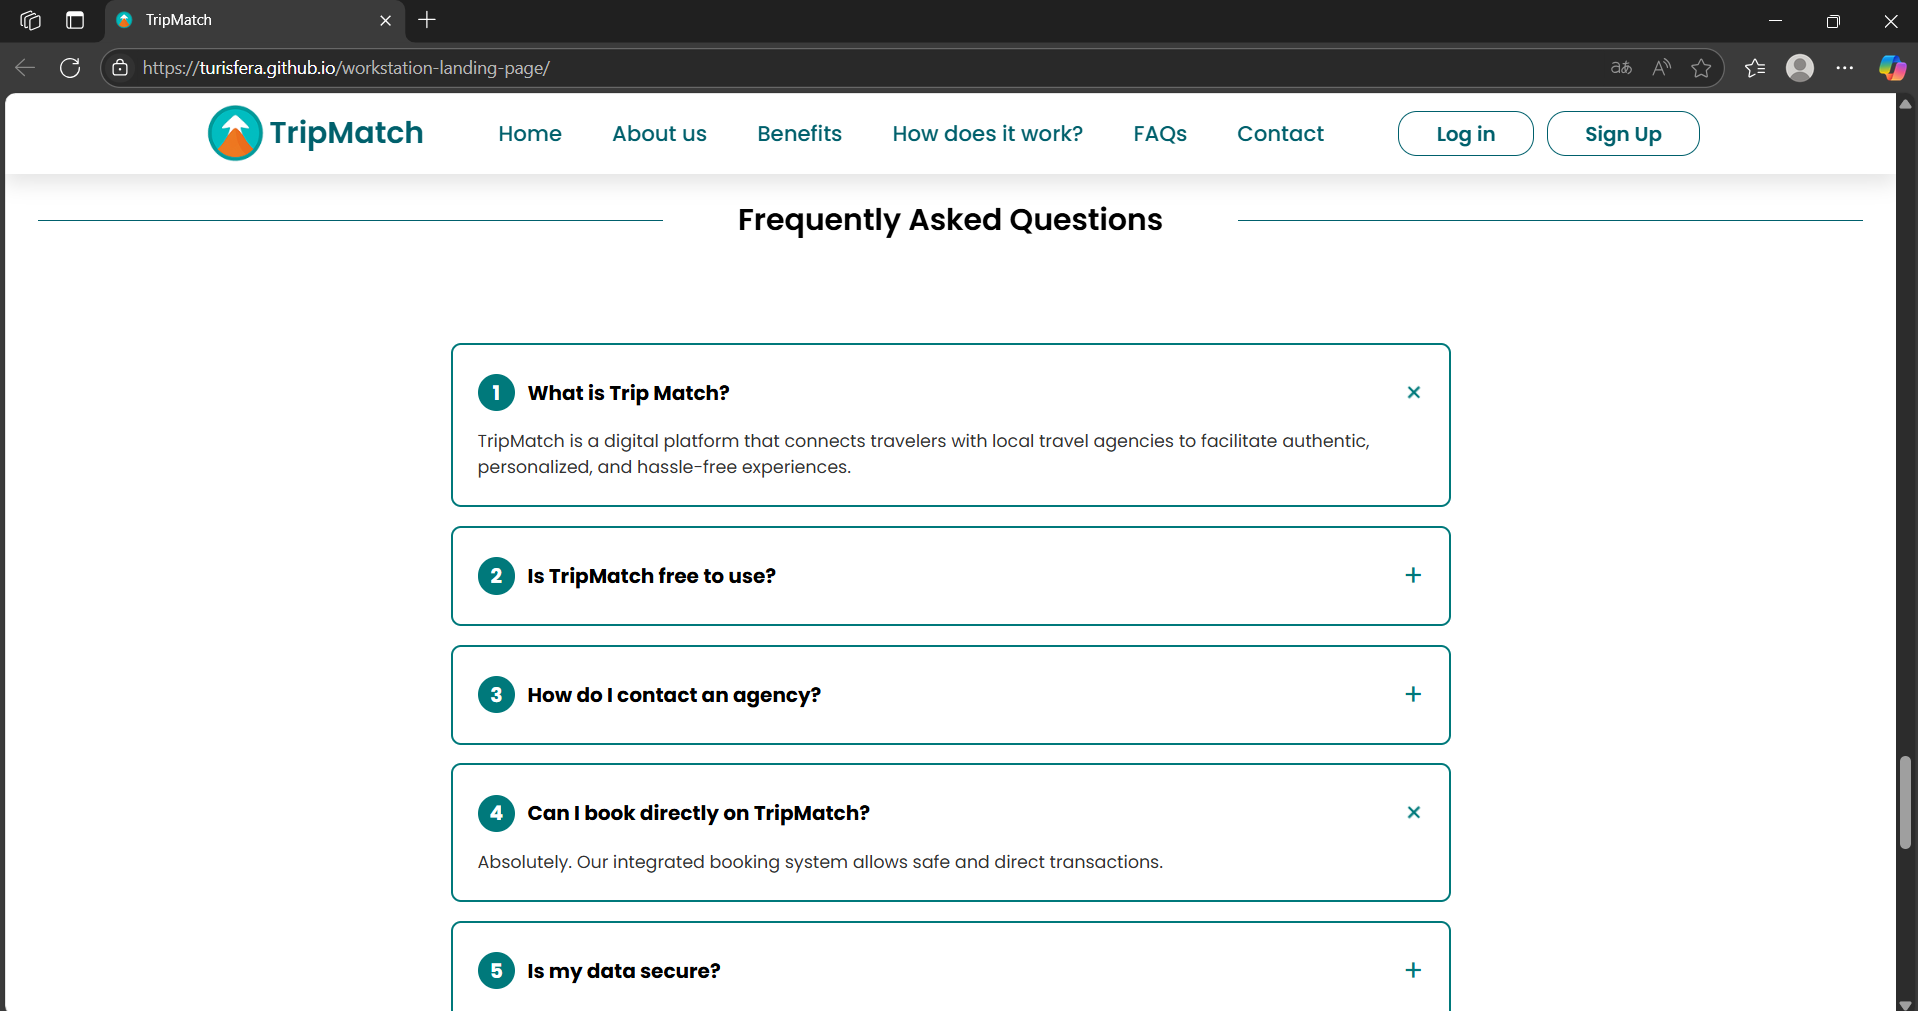 TripMatch
https://turisfera.github.io/workstation-landing-page/
TripMatch Home About us Benefits How does it work? FAQs Contact Log in Sign Up
Frequently Asked Questions
1 What is Trip Match?
TripMatch is a digital platform that connects travelers with local travel agencies to facilitate authentic,
personalized, and hassle-free experiences.
2 Is TripMatch free to use?
3 How do I contact an agency?
4 Can I book directly on TripMatch?
Absolutely. Our integrated booking system allows safe and direct transactions.
5 Is my data secure?